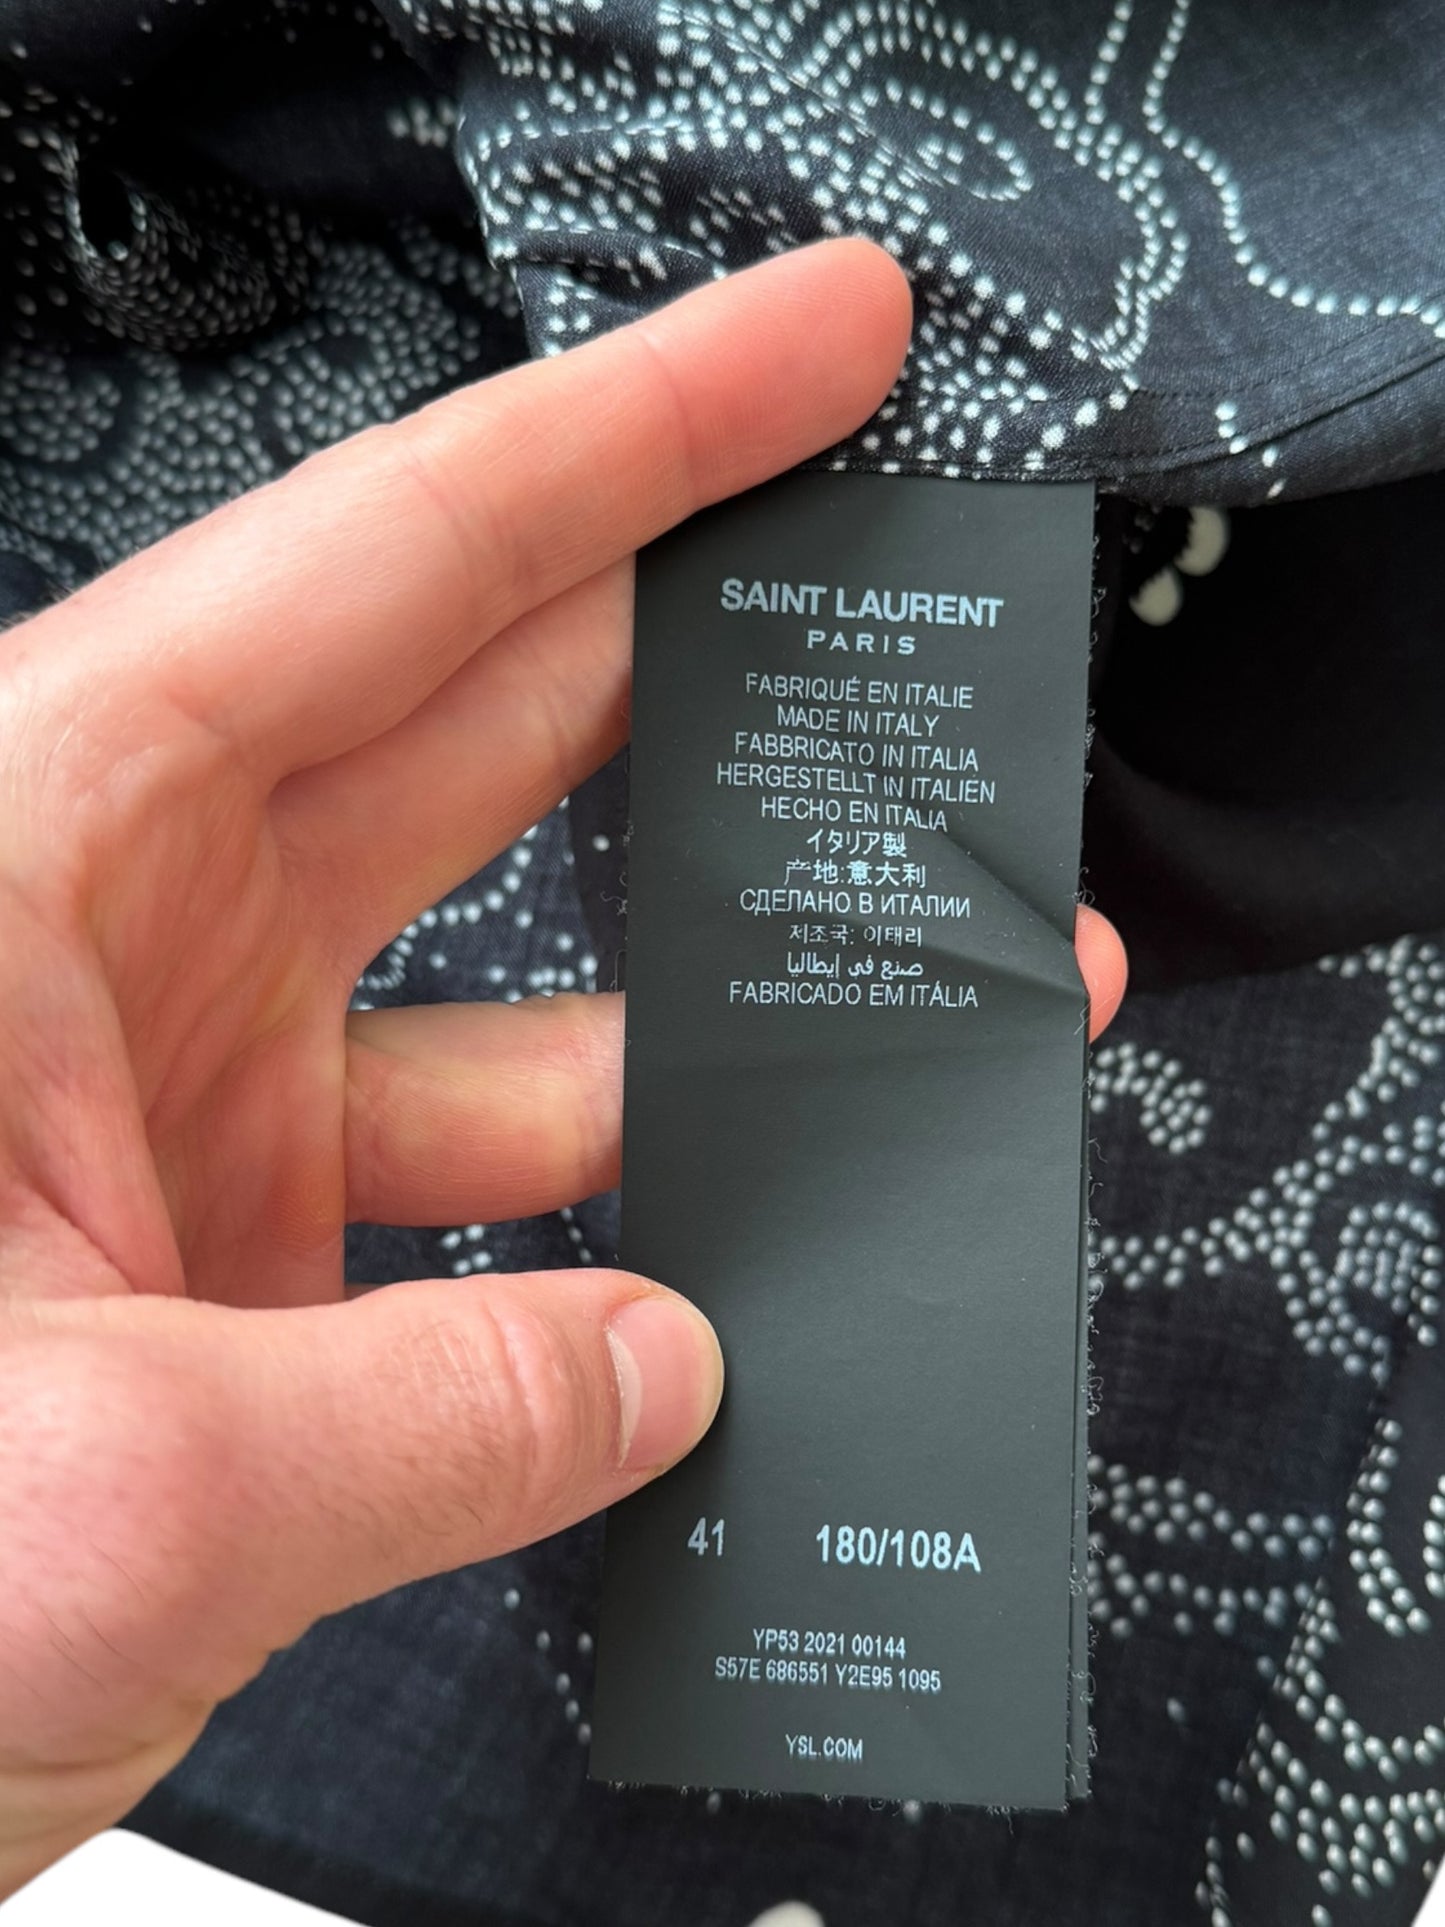 SAINT LAURENT
PARIS
FABRIQUÉ EN ITALIE
MADE IN ITALY
FABBRICATO IN ITALIA
HERGESTELLT IN ITALIEN
HECHO EN ITALIA
イタリア製
产地:意大利
СДЕЛАНО В ИТАЛИИ
제조국: 이태리
صنع في إيطاليا
FABRICADO EM ITÁLIA
41 180/108A
YP53 2021 00144
S57E 686551 Y2E95 1095
YSL.COM